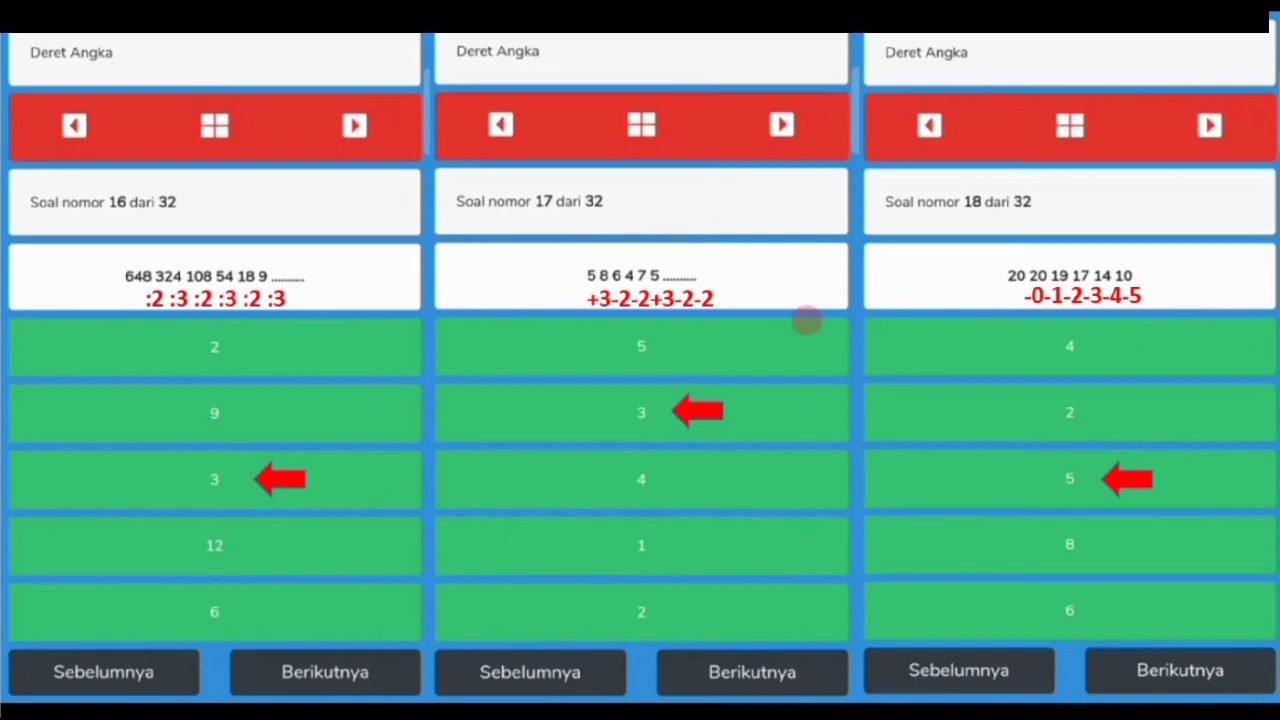 Deret Angka
Soal nomor 16 dari 32
648 324 108 54 18 9 ..........
:2 :3 :2 :3 :2 :3
2
9
3
12
6
Sebelumnya
Berikutnya
Deret Angka
Soal nomor 17 dari 32
5 8 6 4 7 5 ..........
+3-2-2+3-2-2
5
3
4
1
2
Sebelumnya
Berikutnya
Deret Angka
Soal nomor 18 dari 32
20 20 19 17 14 10
-0-1-2-3-4-5
4
2
5
8
6
Sebelumnya
Berikutnya